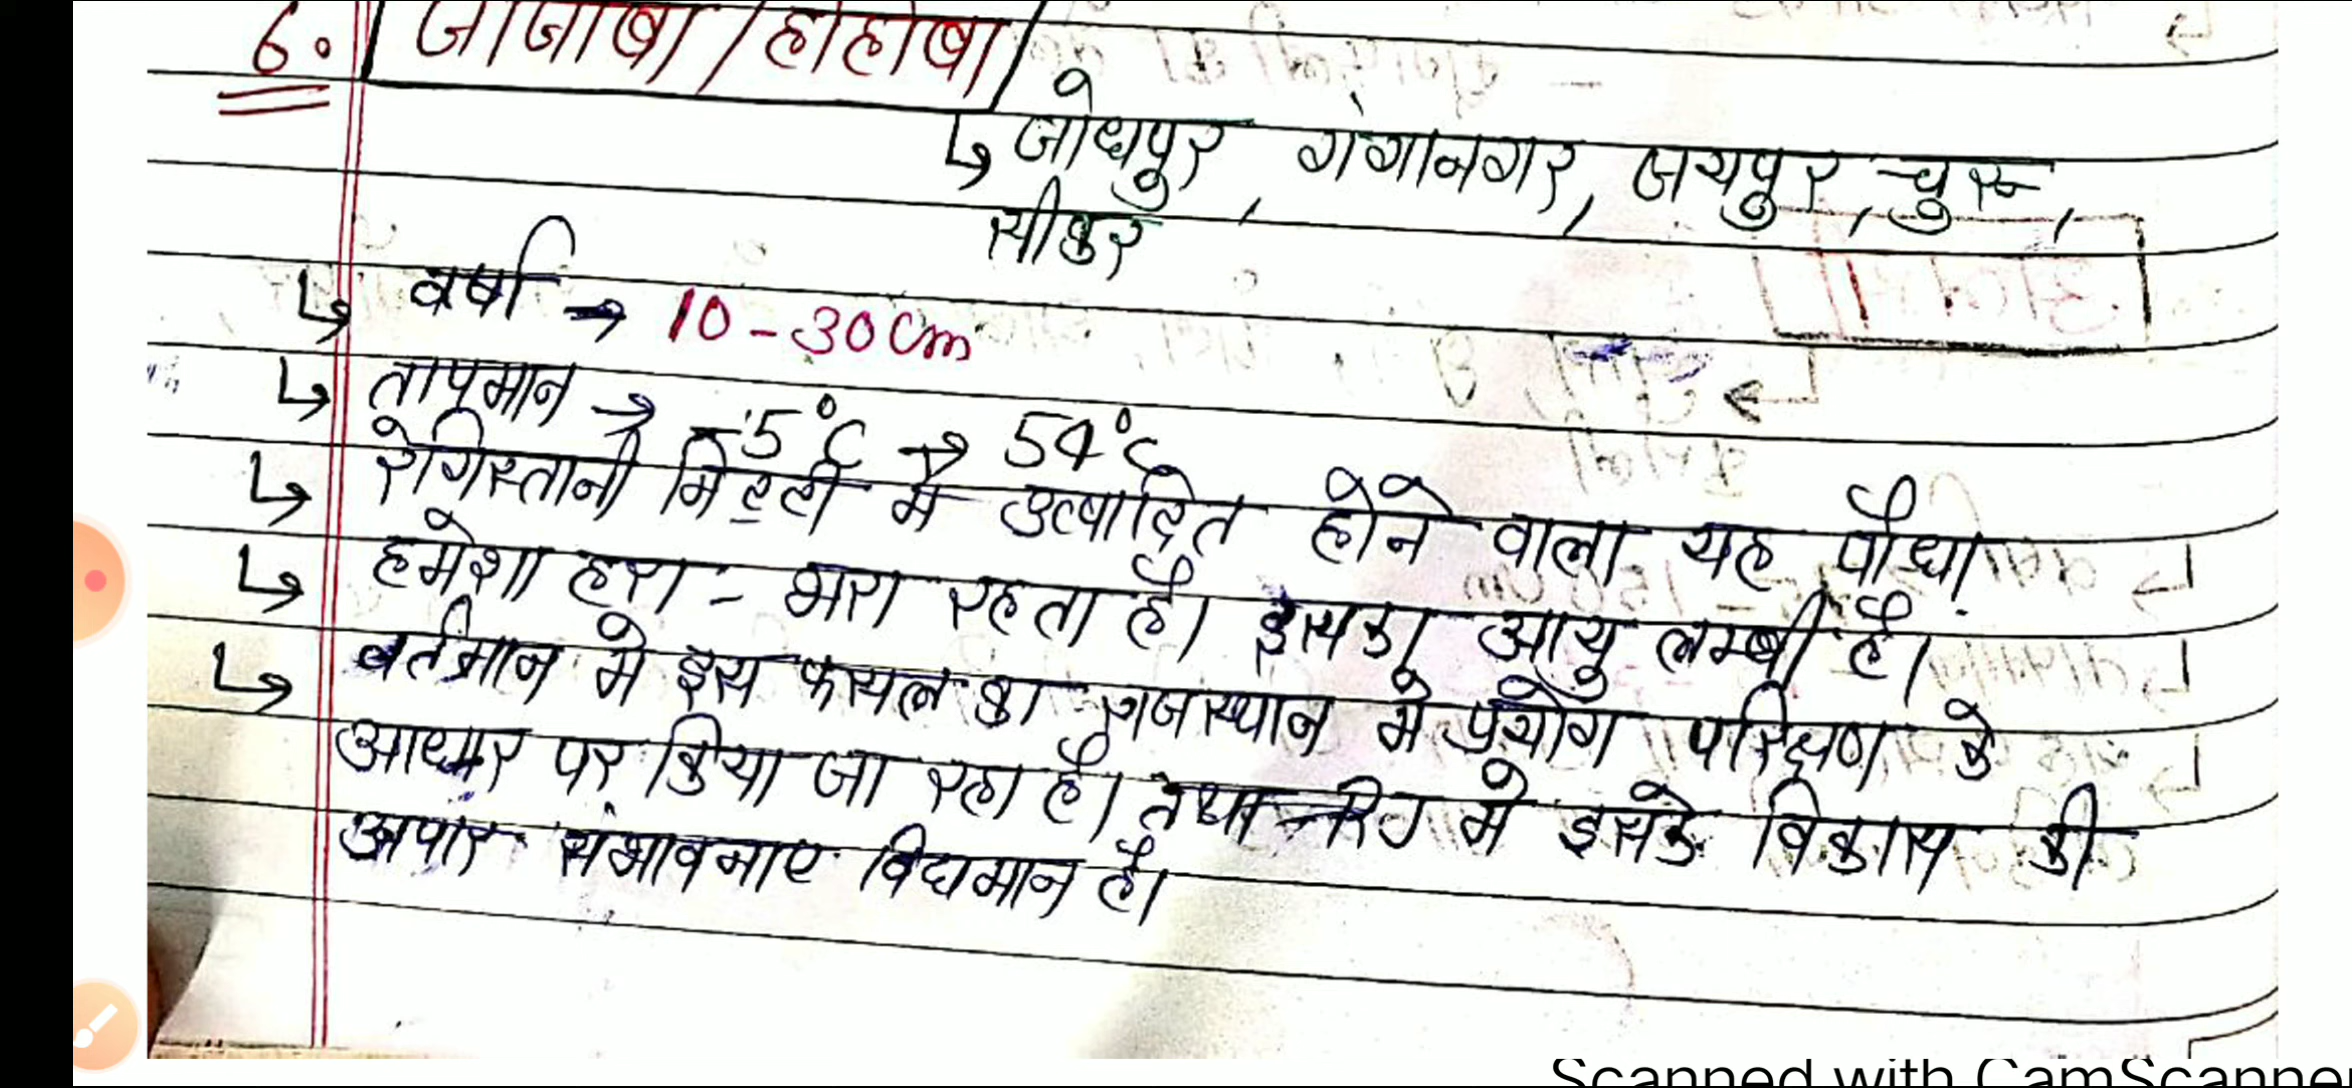 6. जोजोबा / होहोबा
↳ जोधपुर, गंगानगर, जयपुर, चुरू,
सीकर
↳ वर्षा → 10 - 30 cm
↳ तापमान → -5°C → 54°C
↳ रेगिस्तानी मिट्टी में उत्पादित होने वाला यह पौधा
↳ हमेशा हरा - भरा रहता है। इसकी आयु लम्बी है।
↳ वर्तमान मे इस फसल का राजस्थान मे प्रयोग परिक्षण के
आधार पर किया जा रहा है। तथा में इसके विकास की
अपार संभावनाए विद्यमान है।
Scanned with CamScanner